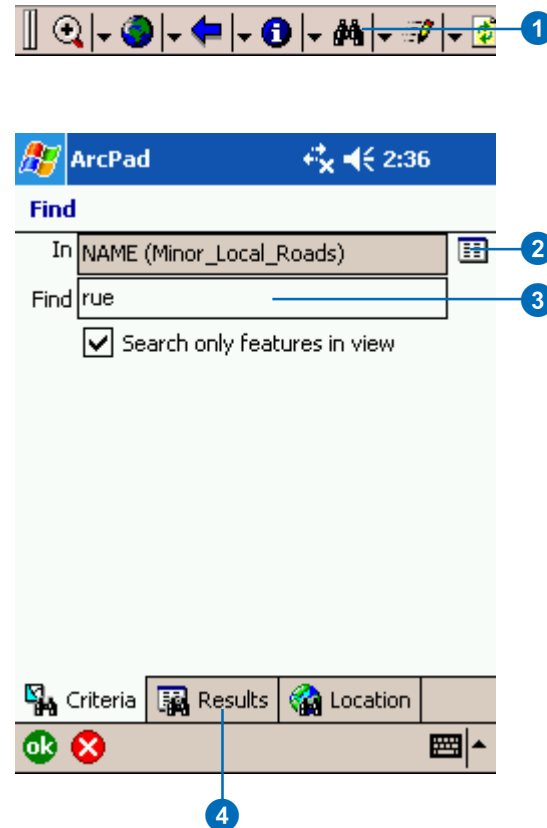 1
ArcPad 2:36
Find
In NAME (Minor_Local_Roads)
2
Find rue
3
Search only features in view
Criteria Results Location
ok
4